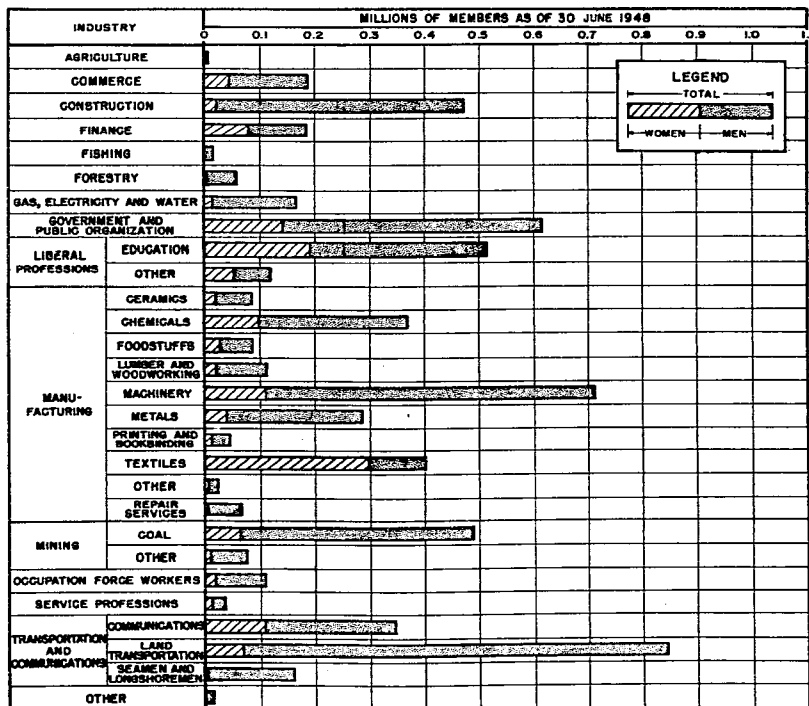 INDUSTRY
MILLIONS OF MEMBERS AS OF 30 JUNE 1948
0 0.1 0.2 0.3 0.4 0.5 0.6 0.7 0.8 0.9 1.0 1.
LEGEND
TOTAL
WOMEN MEN
AGRICULTURE
COMMERCE
CONSTRUCTION
FINANCE
FISHING
FORESTRY
GAS, ELECTRICITY AND WATER
GOVERNMENT AND
PUBLIC ORGANIZATION
LIBERAL
PROFESSIONS
EDUCATION
OTHER
MANU-
FACTURING
CERAMICS
CHEMICALS
FOODSTUFFS
LUMBER AND
WOODWORKING
MACHINERY
METALS
PRINTING AND
BOOKBINDING
TEXTILES
OTHER
REPAIR
SERVICES
MINING
COAL
OTHER
OCCUPATION FORCE WORKERS
SERVICE PROFESSIONS
TRANSPORTATION
AND
COMMUNICATIONS
COMMUNICATIONS
LAND
TRANSPORTATION
SEAMEN AND
LONGSHOREMEN
OTHER